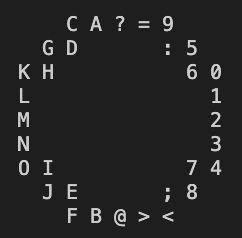 C A ? = 9
G D : 5
K H 6 0
L 1
M 2
N 3
O I 7 4
J E ; 8
F B @ > <